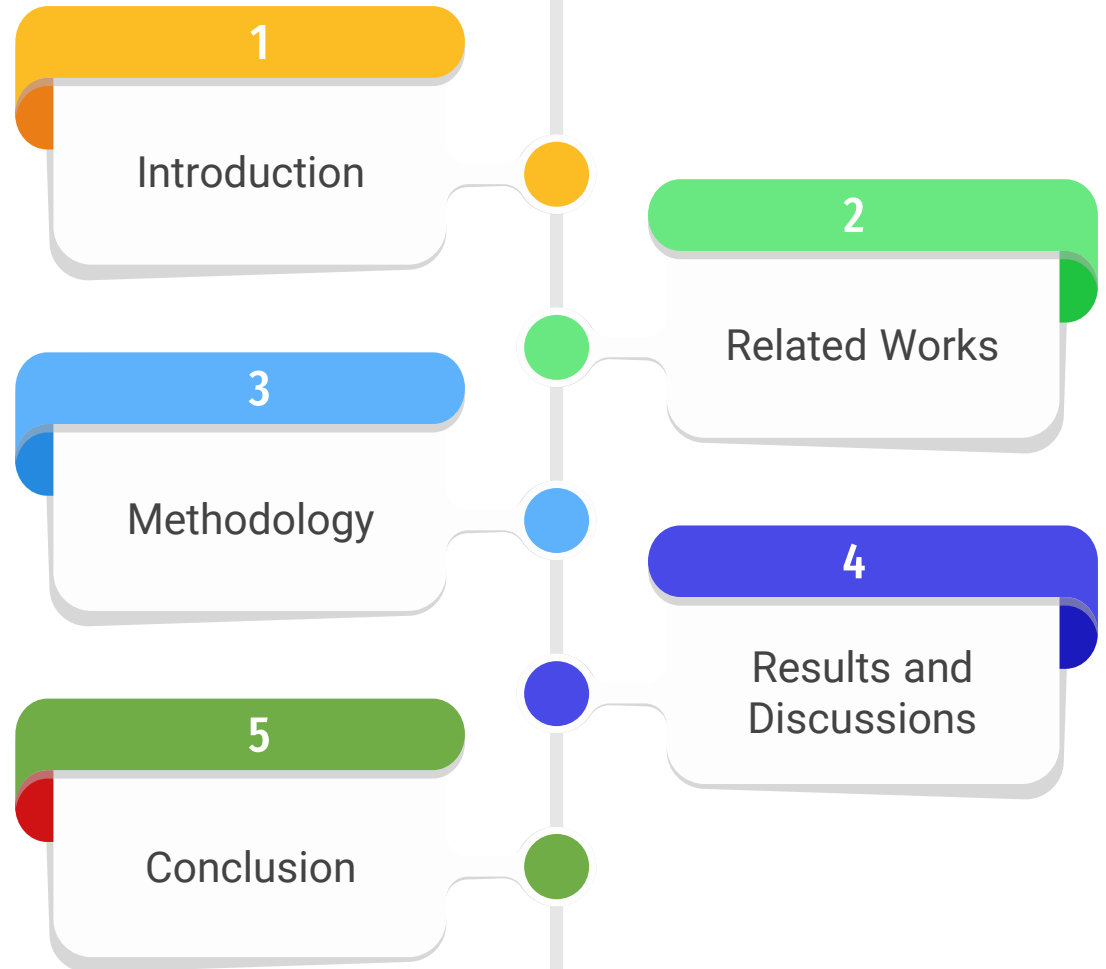 1
Introduction
2
Related Works
3
Methodology
4
Results and
Discussions
5
Conclusion